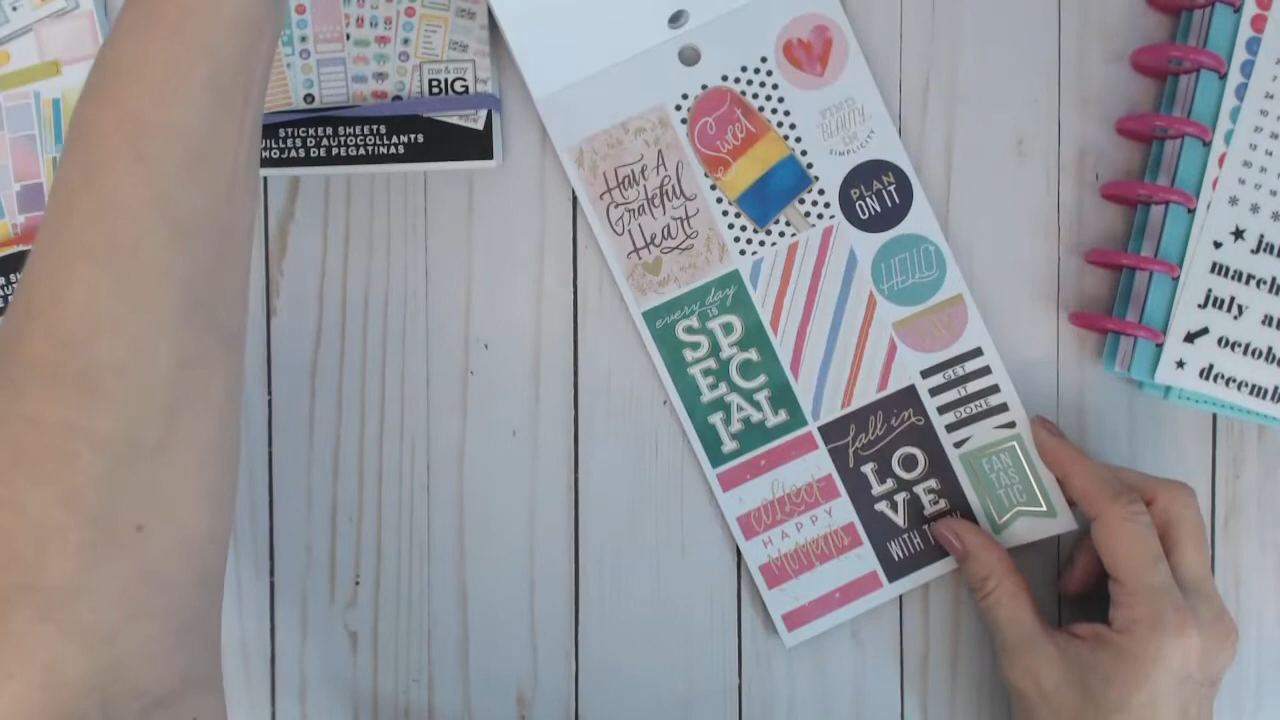 me & my
BIG
STICKER SHEETS
UILLES D'AUTOCOLLANTS
HOJAS DE PEGATINAS
Have A
Grateful
Heart
Sweet
FIND
BEAUTY
IN
SIMPLICITY
PLAN
ON IT
HELLO
every day
IS
SPECIAL
GET
IT
DONE
fall in
LOVE
WITH
FAN
TAS
TIC
collect
HAPPY
moments
march
july
octob
decemb